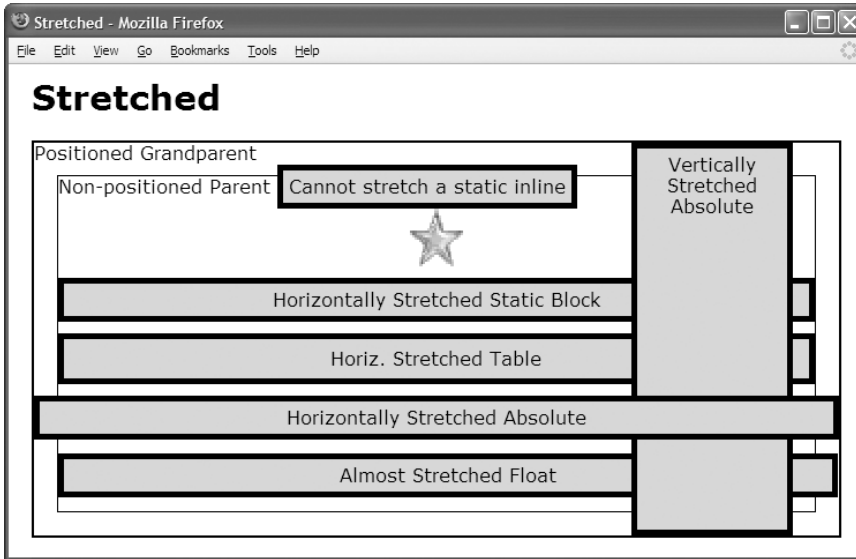 Stretched - Mozilla Firefox
File Edit View Go Bookmarks Tools Help
Stretched
Positioned Grandparent
Non-positioned Parent
Cannot stretch a static inline
Vertically
Stretched
Absolute
Horizontally Stretched Static Block
Horiz. Stretched Table
Horizontally Stretched Absolute
Almost Stretched Float